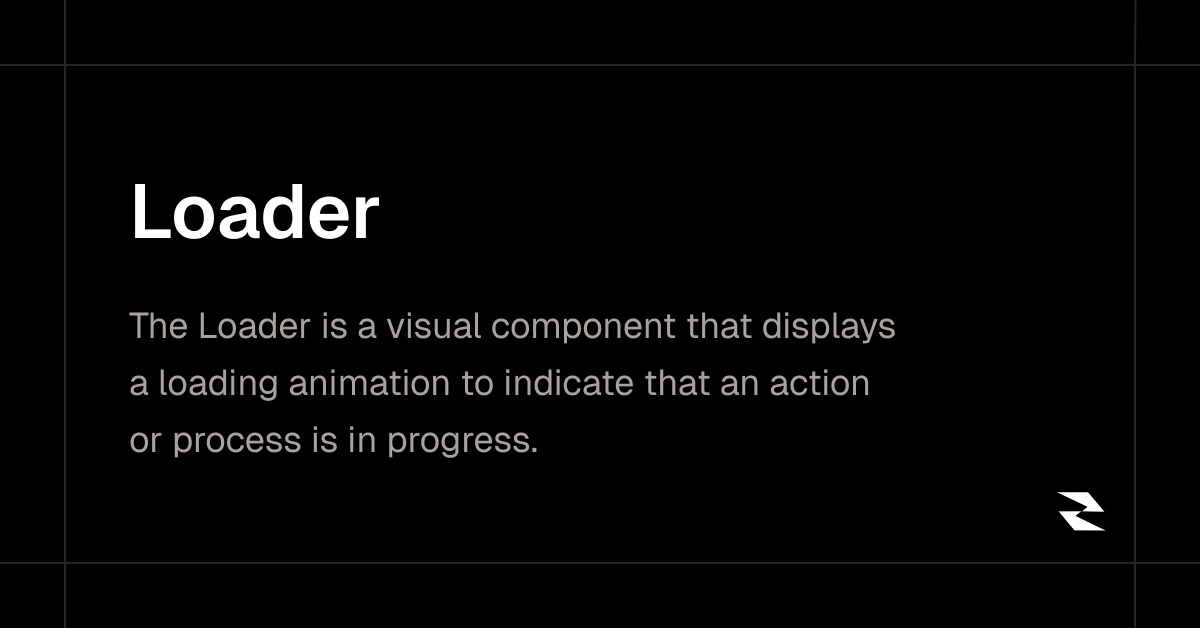 Loader
The Loader is a visual component that displays
a loading animation to indicate that an action
or process is in progress.